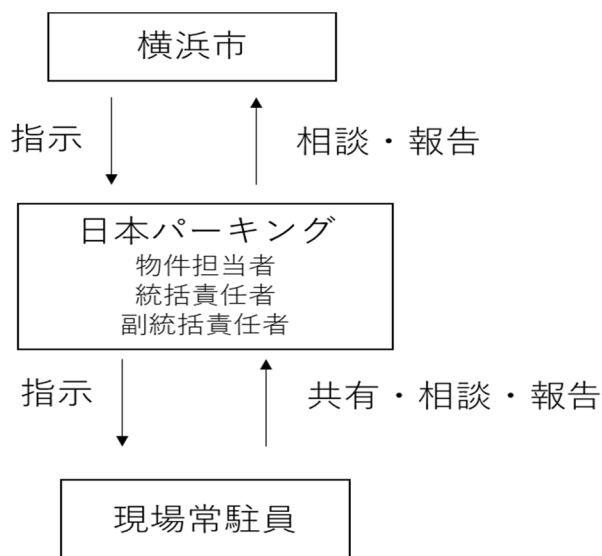 横浜市
指示
相談・報告
日本パーキング
物件担当者
統括責任者
副統括責任者
指示
共有・相談・報告
現場常駐員